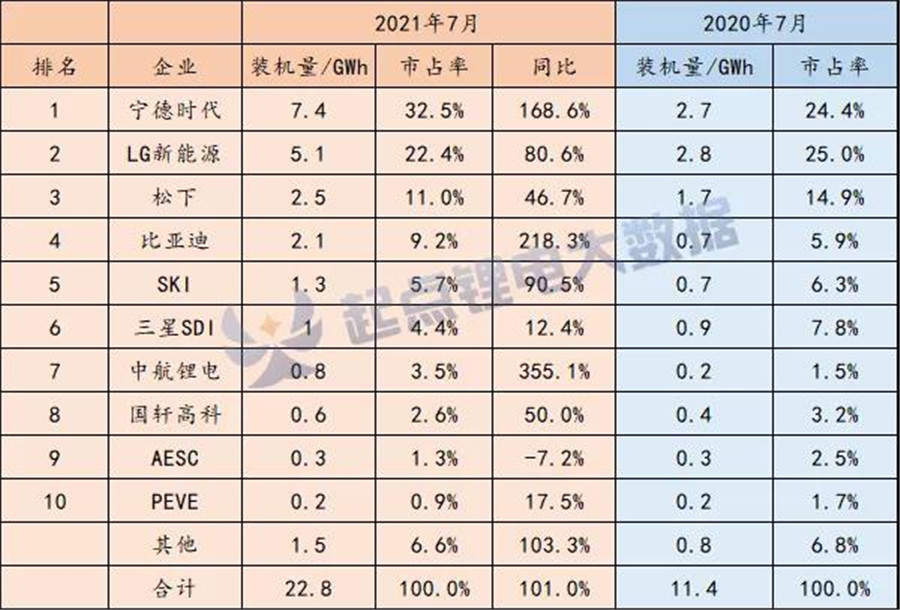 2021年7月 2020年7月
排名 企业 装机量/GWh 市占率 同比 装机量/GWh 市占率
1 宁德时代 7.4 32.5% 168.6% 2.7 24.4%
2 LG新能源 5.1 22.4% 80.6% 2.8 25.0%
3 松下 2.5 11.0% 46.7% 1.7 14.9%
4 比亚迪 2.1 9.2% 218.3% 0.7 5.9%
5 SKI 1.3 5.7% 90.5% 0.7 6.3%
6 三星SDI 1 4.4% 12.4% 0.9 7.8%
7 中航锂电 0.8 3.5% 355.1% 0.2 1.5%
8 国轩高科 0.6 2.6% 50.0% 0.4 3.2%
9 AESC 0.3 1.3% -7.2% 0.3 2.5%
10 PEVE 0.2 0.9% 17.5% 0.2 1.7%
其他 1.5 6.6% 103.3% 0.8 6.8%
合计 22.8 100.0% 101.0% 11.4 100.0%
起点锂电大数据